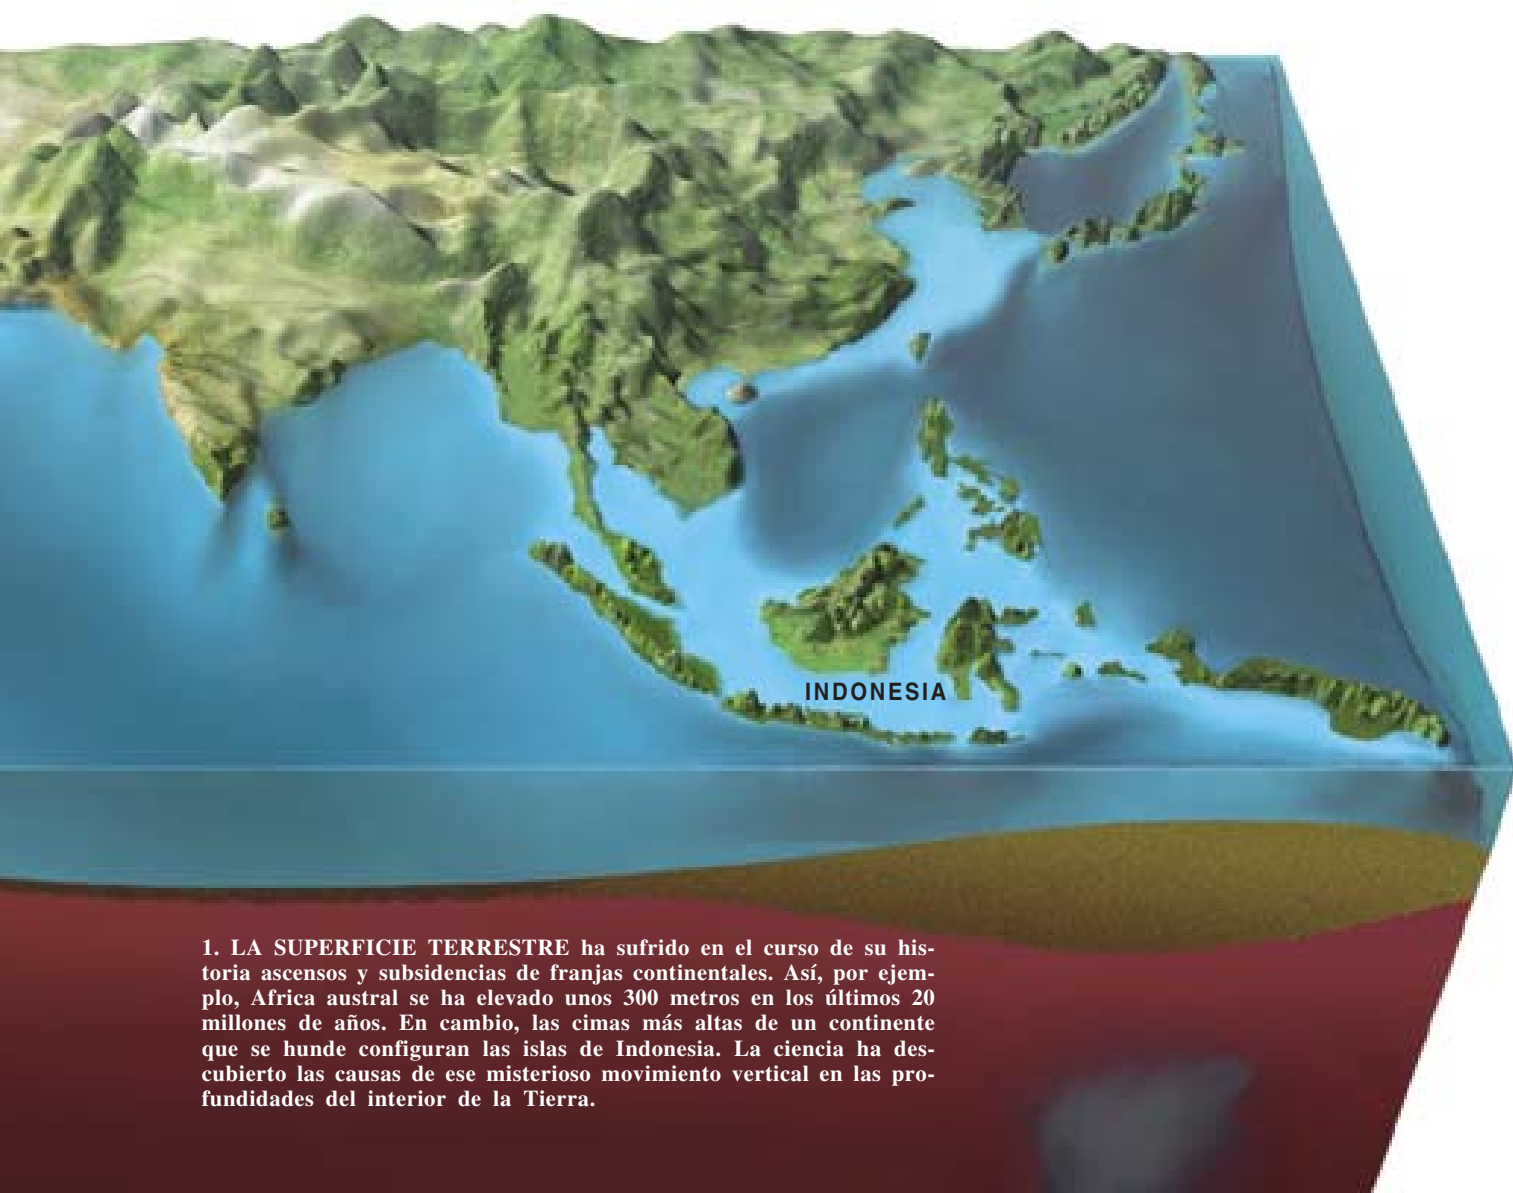 INDONESIA
1. LA SUPERFICIE TERRESTRE ha sufrido en el curso de su his-
toria ascensos y subsidencias de franjas continentales. Así, por ejem-
plo, Africa austral se ha elevado unos 300 metros en los últimos 20
millones de años. En cambio, las cimas más altas de un continente
que se hunde configuran las islas de Indonesia. La ciencia ha des-
cubierto las causas de ese misterioso movimiento vertical en las pro-
fundidades del interior de la Tierra.